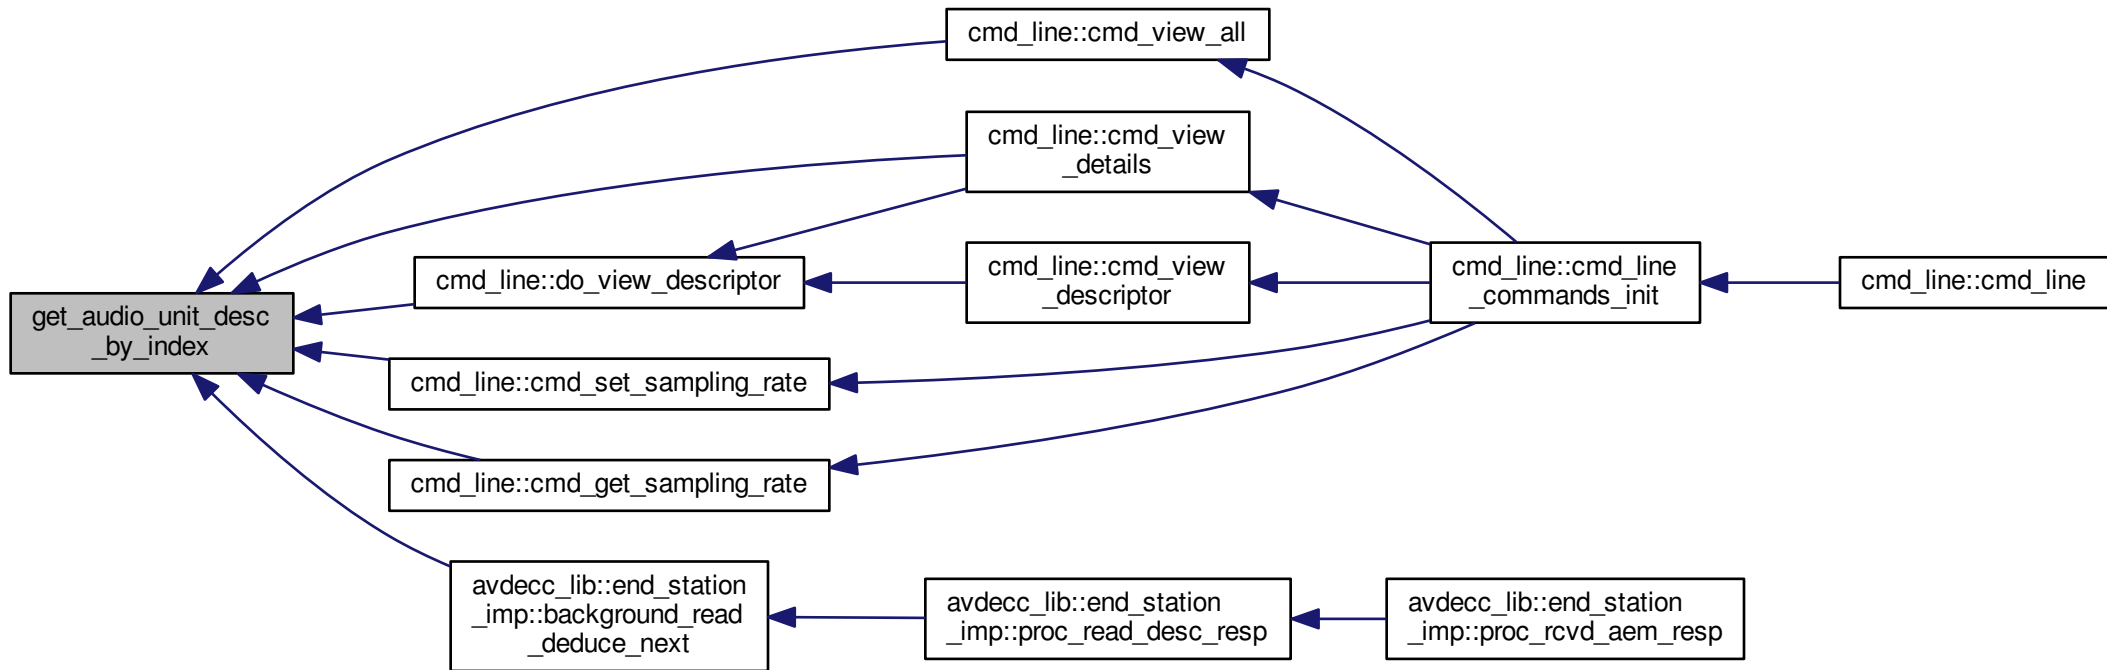 cmd_line::cmd_view_all
cmd_line::cmd_view
_details
cmd_line::do_view_descriptor
cmd_line::cmd_view
_descriptor
cmd_line::cmd_line
_commands_init
cmd_line::cmd_line
get_audio_unit_desc
_by_index
cmd_line::cmd_set_sampling_rate
cmd_line::cmd_get_sampling_rate
avdecc_lib::end_station
_imp::background_read
_deduce_next
avdecc_lib::end_station
_imp::proc_read_desc_resp
avdecc_lib::end_station
_imp::proc_rcvd_aem_resp